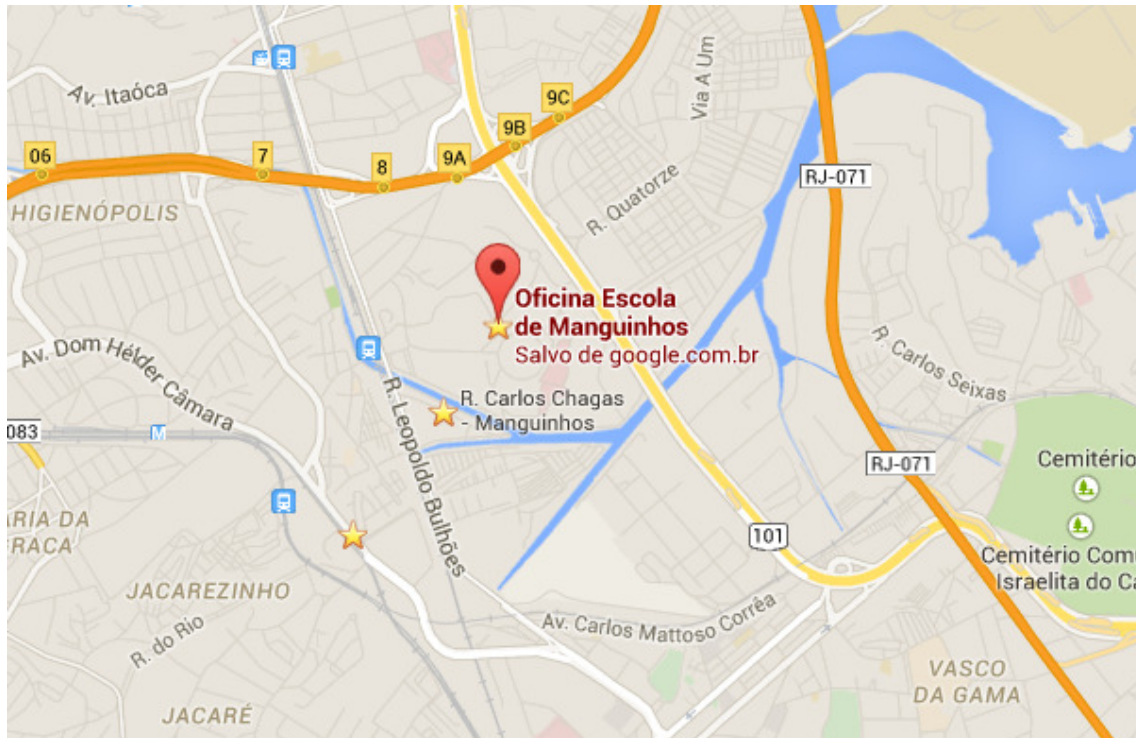 Av. Itaóca
Via A Um
9C
9B
9A
06
7
8
RJ-071
HIGIENÓPOLIS
R. Quatorze
Oficina Escola
de Manguinhos
Salvo de google.com.br
Av. Dom Hélder Câmara
R. Carlos Seixas
R. Carlos Chagas
- Manguinhos
R. Leopoldo Bulhões
083
M
RJ-071
Cemitério
101
ARIA DA
GRACA
Cemitério Com
Israelita do Ca
JACAREZINHO
R. do Rio
Av. Carlos Mattoso Corrêa
VASCO
DA GAMA
JACARÉ